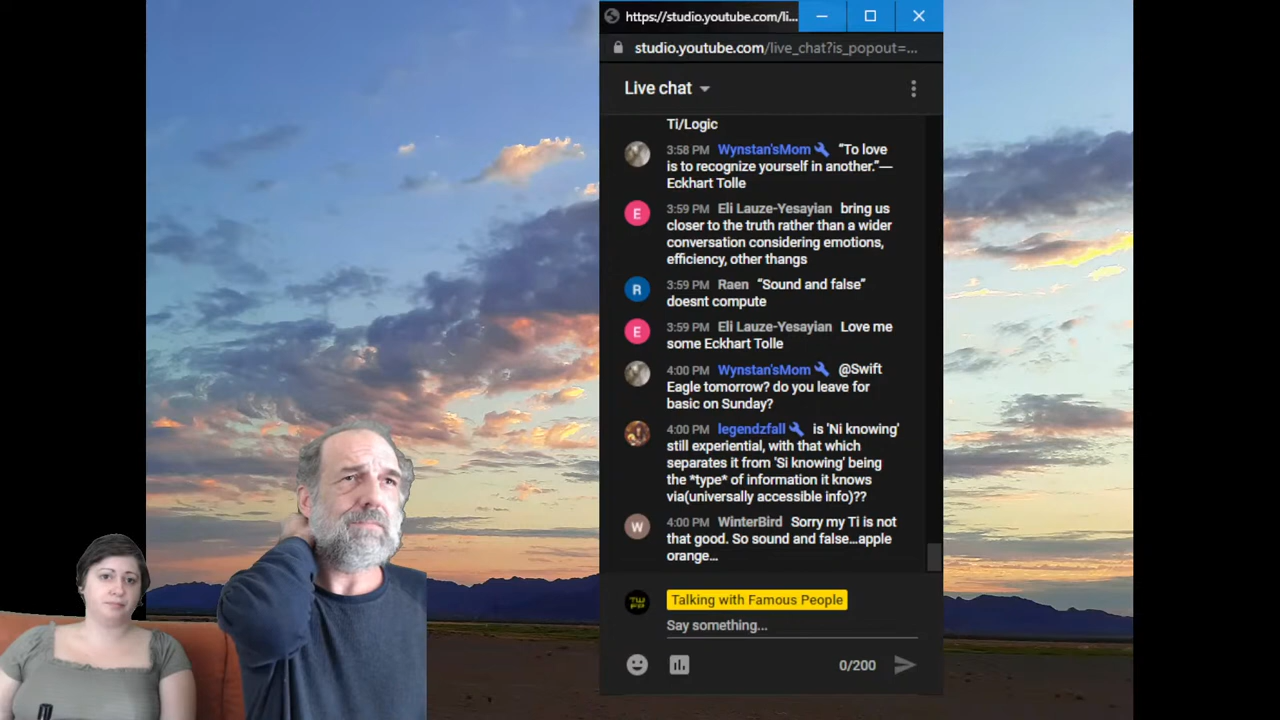 https://studio.youtube.com/li...
studio.youtube.com/live_chat?is_popout=...
Live chat
Ti/Logic
3:58 PM Wynstan'sMom “To love
is to recognize yourself in another.”—
Eckhart Tolle
E
3:59 PM Eli Lauze-Yesayian bring us
closer to the truth rather than a wider
conversation considering emotions,
efficiency, other thangs
R
3:59 PM Raen “Sound and false”
doesnt compute
E
3:59 PM Eli Lauze-Yesayian Love me
some Eckhart Tolle
4:00 PM Wynstan'sMom @Swift
Eagle tomorrow? do you leave for
basic on Sunday?
4:00 PM legendzfall is 'Ni knowing'
still experiential, with that which
separates it from 'Si knowing' being
the *type* of information it knows
via(universally accessible info)??
W
4:00 PM WinterBird Sorry my Ti is not
that good. So sound and false...apple
orange...
TW
FP
Talking with Famous People
Say something...
0/200